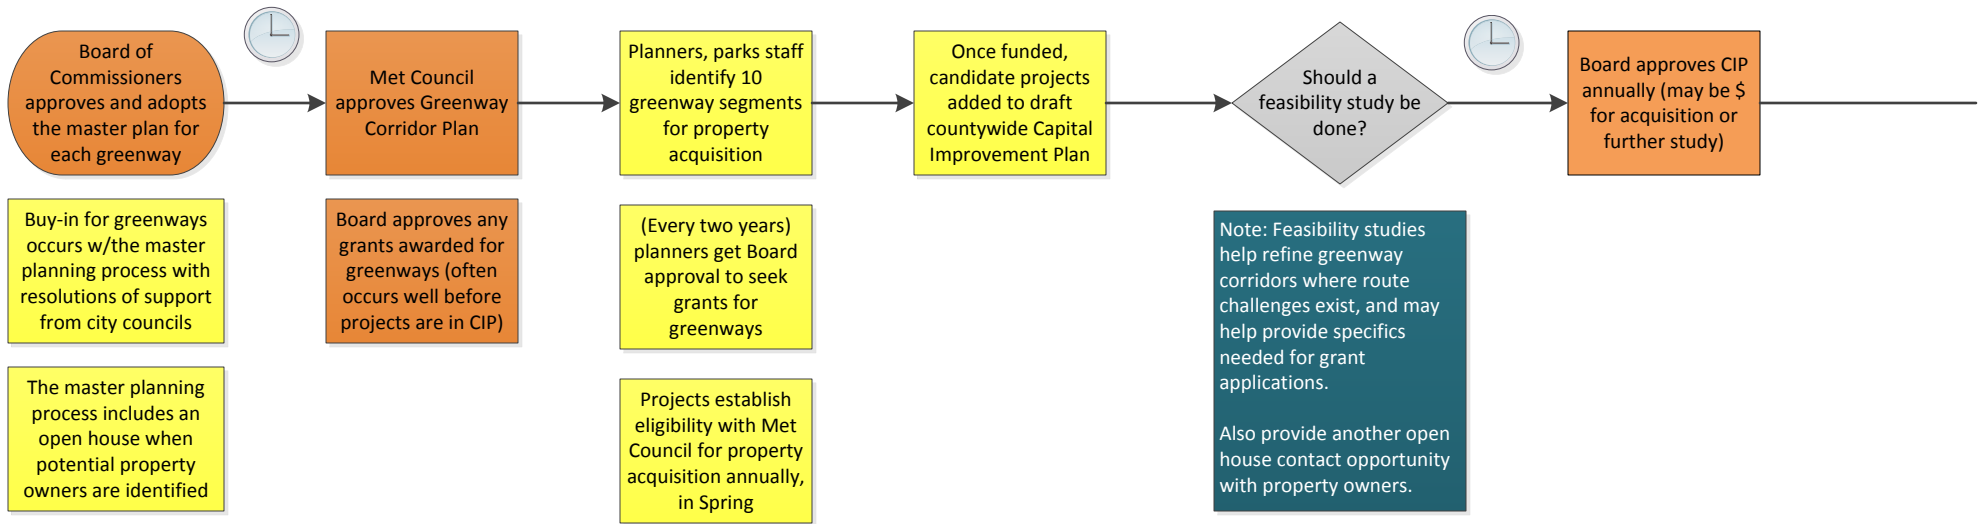 Board of
Commissioners
approves and adopts
the master plan for
each greenway
Met Council
approves Greenway
Corridor Plan
Planners, parks staff
identify 10
greenway segments
for property
acquisition
Once funded,
candidate projects
added to draft
countywide Capital
Improvement Plan
Should a
feasibility study be
done?
Board approves CIP
annually (may be $
for acquisition or
further study)
Buy-in for greenways
occurs w/the master
planning process with
resolutions of support
from city councils
Board approves any
grants awarded for
greenways (often
occurs well before
projects are in CIP)
(Every two years)
planners get Board
approval to seek
grants for
greenways
Note: Feasibility studies
help refine greenway
corridors where route
challenges exist, and may
help provide specifics
needed for grant
applications.
Also provide another open
house contact opportunity
with property owners.
The master planning
process includes an
open house when
potential property
owners are identified
Projects establish
eligibility with Met
Council for property
acquisition annually,
in Spring